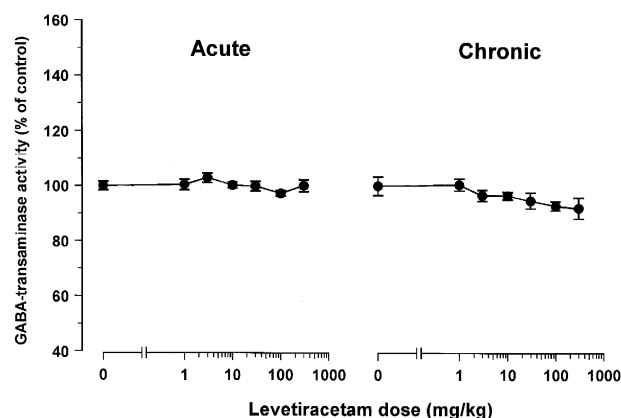 160
Acute
Chronic
140
120
100
80
60
40
GABA-transaminase activity (% of control)
0 1 10 100 1000 0 1 10 100 1000
Levetiracetam dose (mg/kg)